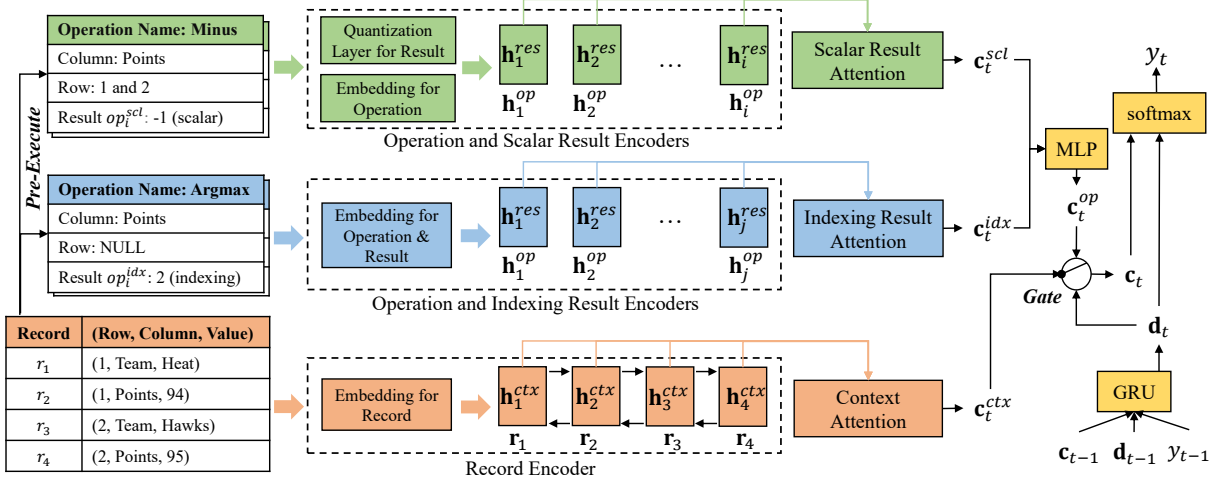 Pre-Execute
Operation Name: Minus
Column: Points
Row: 1 and 2
Result op_i^{scl}: -1 (scalar)
Quantization
Layer for Result
Embedding for
Operation
h_1^{res} h_2^{res} … h_i^{res}
h_1^{op} h_2^{op} h_i^{op}
Operation and Scalar Result Encoders
Scalar Result
Attention
c_t^{scl}
Operation Name: Argmax
Column: Points
Row: NULL
Result op_i^{idx}: 2 (indexing)
Embedding for
Operation &
Result
h_1^{res} h_2^{res} … h_j^{res}
h_1^{op} h_2^{op} h_j^{op}
Operation and Indexing Result Encoders
Indexing Result
Attention
c_t^{idx}
Record (Row, Column, Value)
r_1 (1, Team, Heat)
r_2 (1, Points, 94)
r_3 (2, Team, Hawks)
r_4 (2, Points, 95)
Embedding for
Record
h_1^{ctx} h_2^{ctx} h_3^{ctx} h_4^{ctx}
r_1 r_2 r_3 r_4
Record Encoder
Context
Attention
c_t^{ctx}
y_t
softmax
MLP
c_t^{op}
Gate
c_t
d_t
GRU
c_{t-1} d_{t-1} y_{t-1}